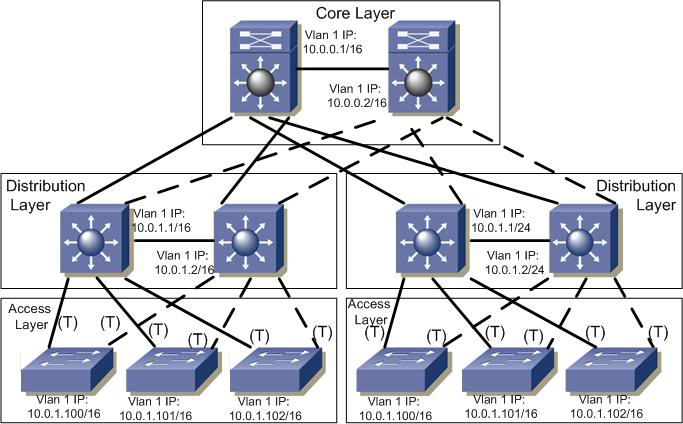 Core Layer
Vlan 1 IP:
10.0.0.1/16
Vlan 1 IP:
10.0.0.2/16
Distribution
Layer
Vlan 1 IP:
10.0.1.1/16
Vlan 1 IP:
10.0.1.2/16
Distribution
Layer
Vlan 1 IP:
10.0.1.1/24
Vlan 1 IP:
10.0.1.2/24
Access
Layer
(T)
(T)
(T)
(T)
(T)
(T)
Vlan 1 IP:
10.0.1.100/16
Vlan 1 IP:
10.0.1.101/16
Vlan 1 IP:
10.0.1.102/16
Access
Layer
(T)
(T)
(T)
(T)
(T)
(T)
Vlan 1 IP:
10.0.1.100/16
Vlan 1 IP:
10.0.1.101/16
Vlan 1 IP:
10.0.1.102/16